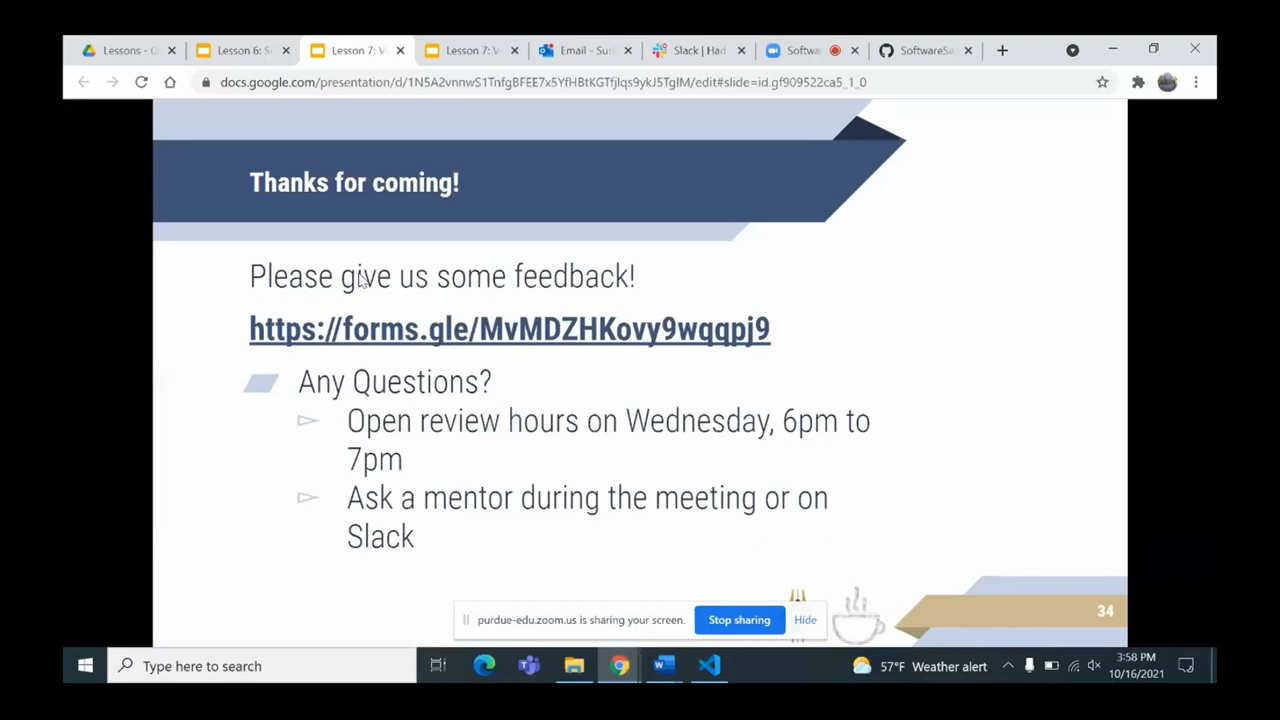 Lessons - G
Lesson 6: S
Lesson 7: V
Lesson 7: V
Email - Sur
Slack | Had
Softwa
SoftwareSa
docs.google.com/presentation/d/1N5A2vnnwS1TnfgBFEE7x5YfHBtKGTfjlqs9ykJ5TglM/edit#slide=id.gf909522ca5_1_0
Thanks for coming!
Please give us some feedback!
https://forms.gle/MvMDZHKovy9wqqpj9
Any Questions?
Open review hours on Wednesday, 6pm to
7pm
Ask a mentor during the meeting or on
Slack
34
purdue-edu.zoom.us is sharing your screen.
Stop sharing
Hide
Type here to search
57°F Weather alert
3:58 PM
10/16/2021